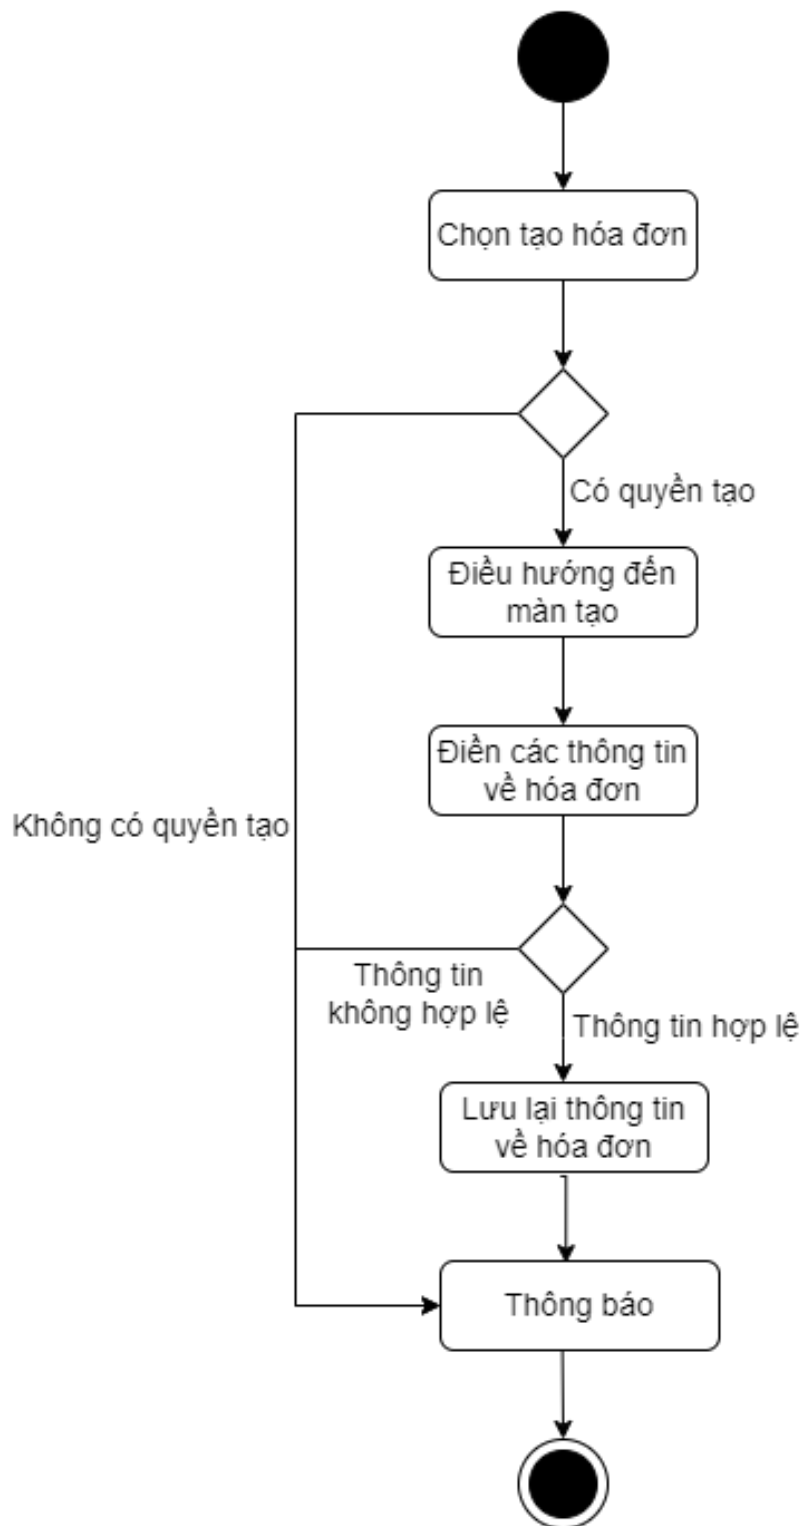 Chọn tạo hóa đơn
Có quyền tạo
Điều hướng đến
màn tạo
Điền các thông tin
về hóa đơn
Không có quyền tạo
Thông tin
không hợp lệ
Thông tin hợp lệ
Lưu lại thông tin
về hóa đơn
Thông báo